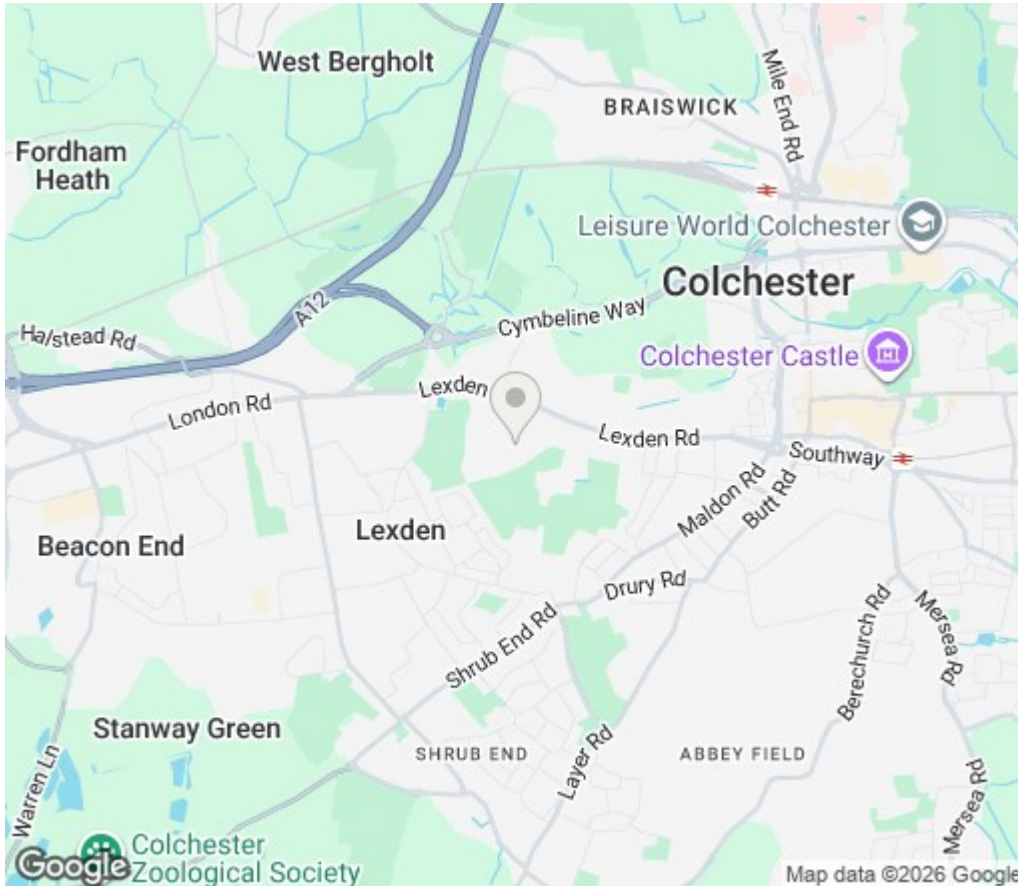 West Bergholt
BRAISWICK
Mile End Rd
Fordham
Heath
Leisure World Colchester
Colchester
A12
Cymbeline Way
Halstead Rd
Colchester Castle
London Rd
Lexden
Lexden Rd
Southway
Maldon Rd
Butt Rd
Lexden
Beacon End
Drury Rd
Shrub End Rd
Berechurch Rd
Mersea Rd
Stanway Green
SHRUB END
Layer Rd
ABBEY FIELD
Warren Ln
Mersea Rd
Colchester
Zoological Society
Google
Map data ©2026 Google